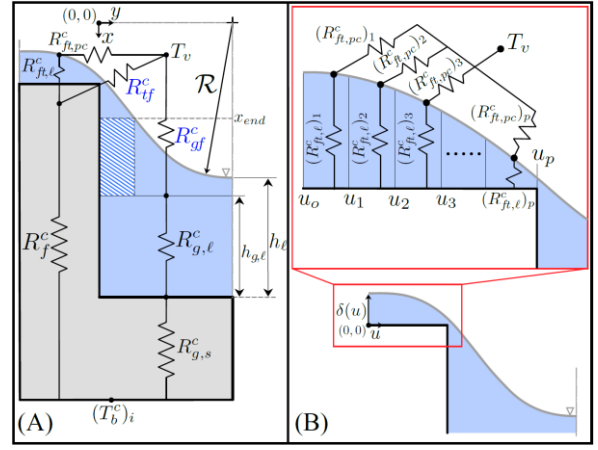 (0,0) y
x
R^c_{ft,pc}
T_v
R^c_{ft,ℓ}
R^c_{tf}
ℛ
x_{end}
R^c_{gf}
R^c_f
R^c_{g,ℓ}
h_{g,ℓ}
h_ℓ
R^c_{g,s}
(A)
(T^c_b)_i
(R^c_{ft,pc})_1
(R^c_{ft,pc})_2
(R^c_{ft,pc})_3
T_v
(R^c_{ft,pc})_p
(R^c_{ft,ℓ})_1
(R^c_{ft,ℓ})_2
(R^c_{ft,ℓ})_3
.....
u_p
(R^c_{ft,ℓ})_p
u_o
u_1
u_2
u_3
δ(u)
(0,0) u
(B)